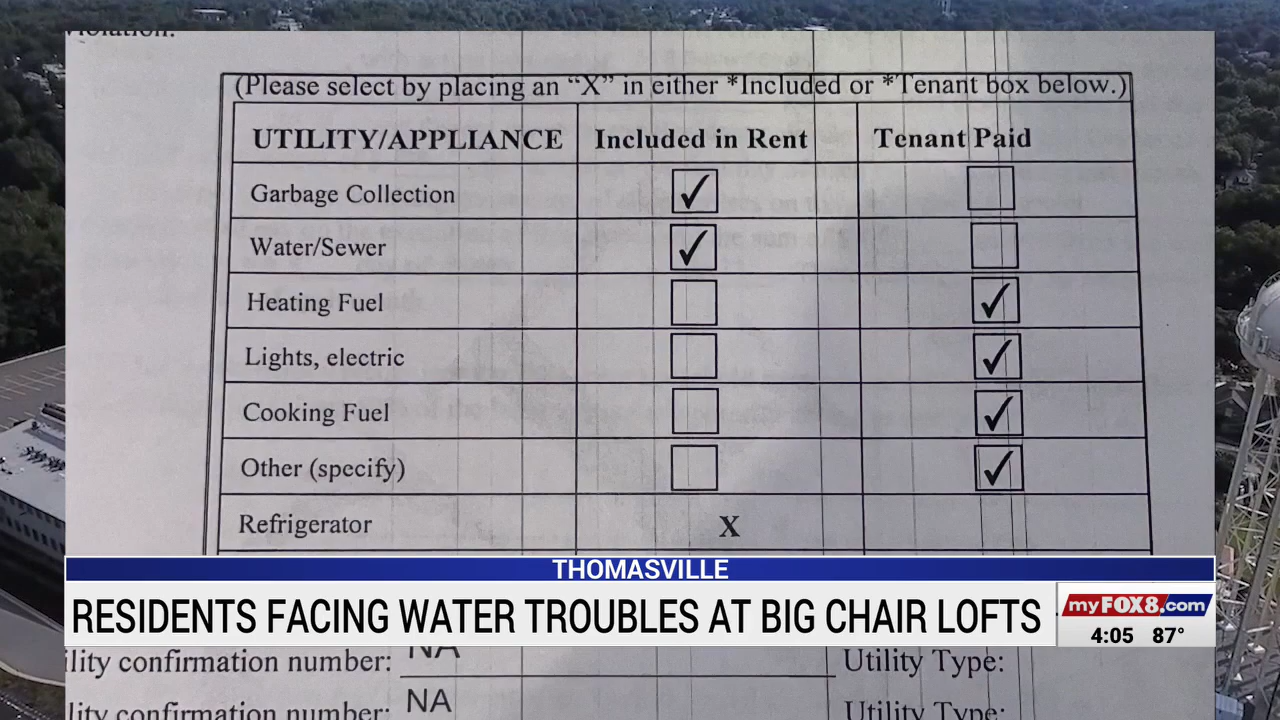 violation.
(Please select by placing an “X” in either *Included or *Tenant box below.)
UTILITY/APPLIANCE Included in Rent Tenant Paid
Garbage Collection ✓
Water/Sewer ✓
Heating Fuel ✓
Lights, electric ✓
Cooking Fuel ✓
Other (specify) ✓
Refrigerator X
THOMASVILLE
RESIDENTS FACING WATER TROUBLES AT BIG CHAIR LOFTS
myFOX8.com
4:05 87°
ility confirmation number: NA Utility Type:
ility confirmation number: NA Utility Type: